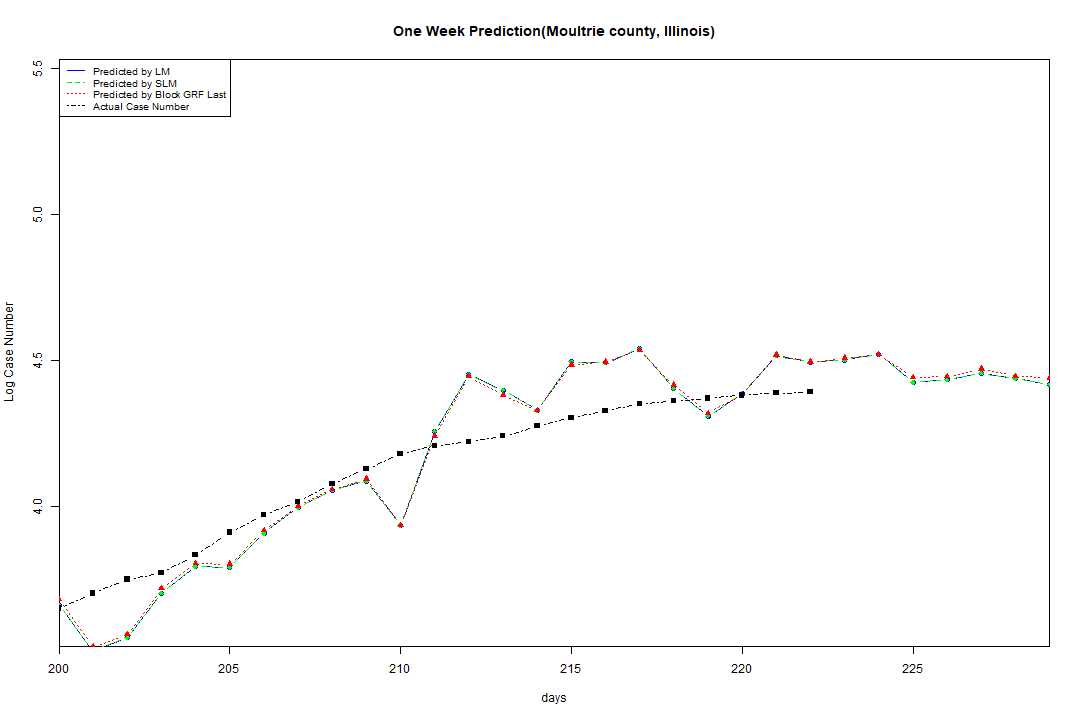 One Week Prediction(Moultrie county, Illinois)
Predicted by LM
Predicted by SLM
Predicted by Block GRF Last
Actual Case Number
5.5
5.0
4.5
4.0
Log Case Number
200 205 210 215 220 225
days